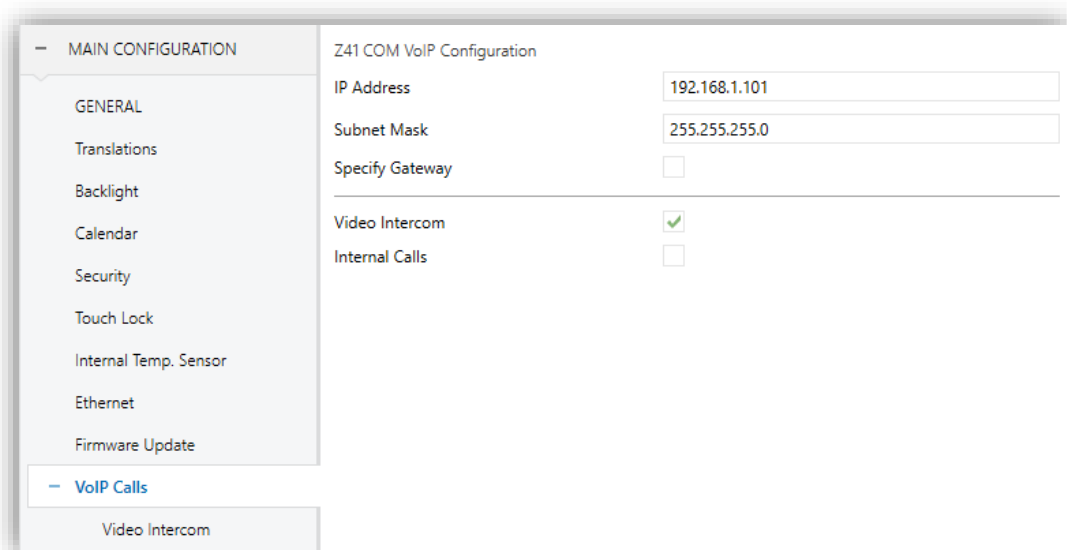 MAIN CONFIGURATION
GENERAL
Translations
Backlight
Calendar
Security
Touch Lock
Internal Temp. Sensor
Ethernet
Firmware Update
VoIP Calls
Video Intercom
Z41 COM VoIP Configuration
IP Address 192.168.1.101
Subnet Mask 255.255.255.0
Specify Gateway
Video Intercom
Internal Calls